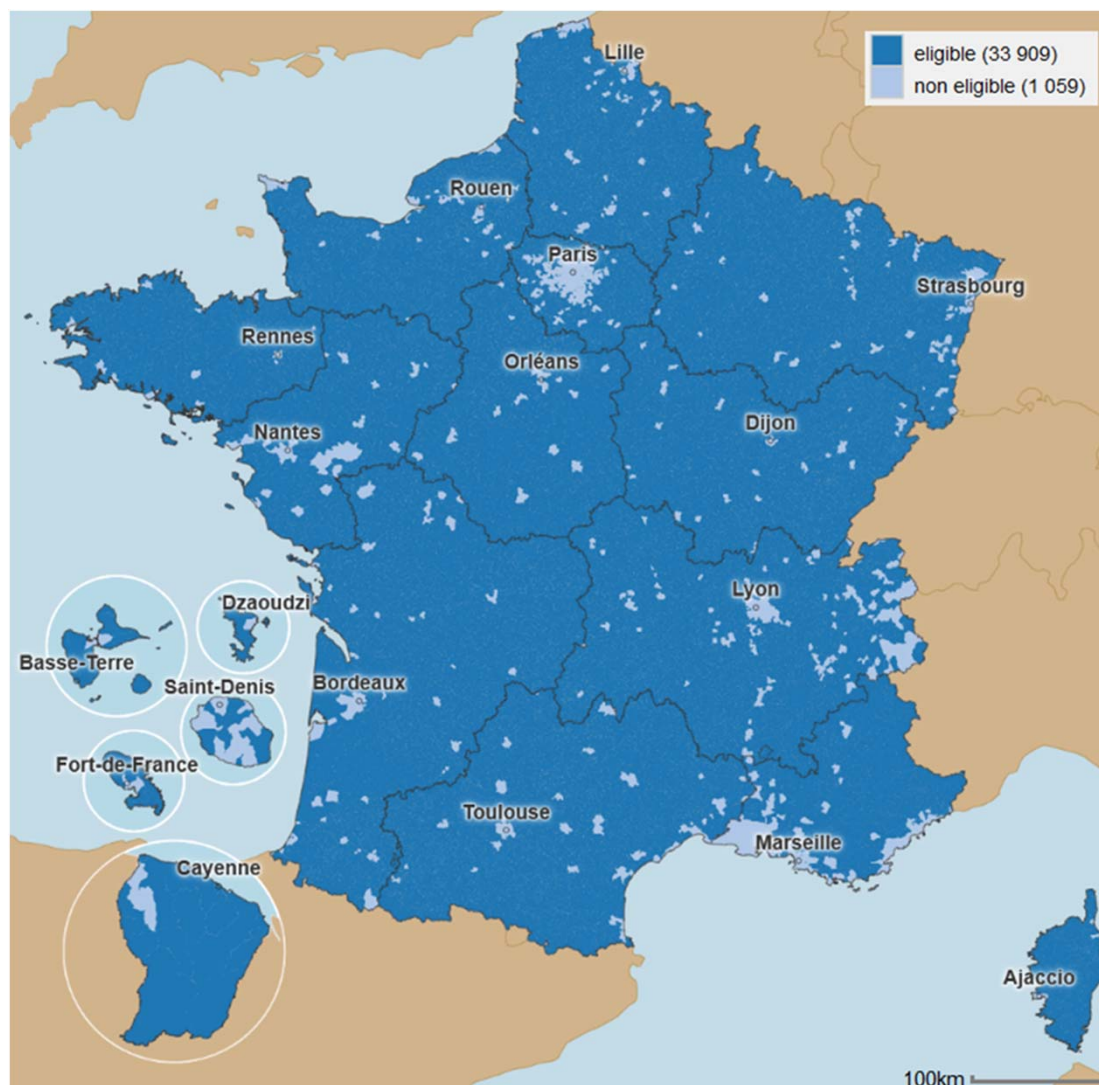 Lille
eligible (33 909)
non eligible (1 059)
Rouen
Paris
Strasbourg
Rennes
Orléans
Nantes
Dijon
Dzaoudzi
Lyon
Basse-Terre
Saint-Denis
Bordeaux
Fort-de-France
Toulouse
Marseille
Cayenne
Ajaccio
100km